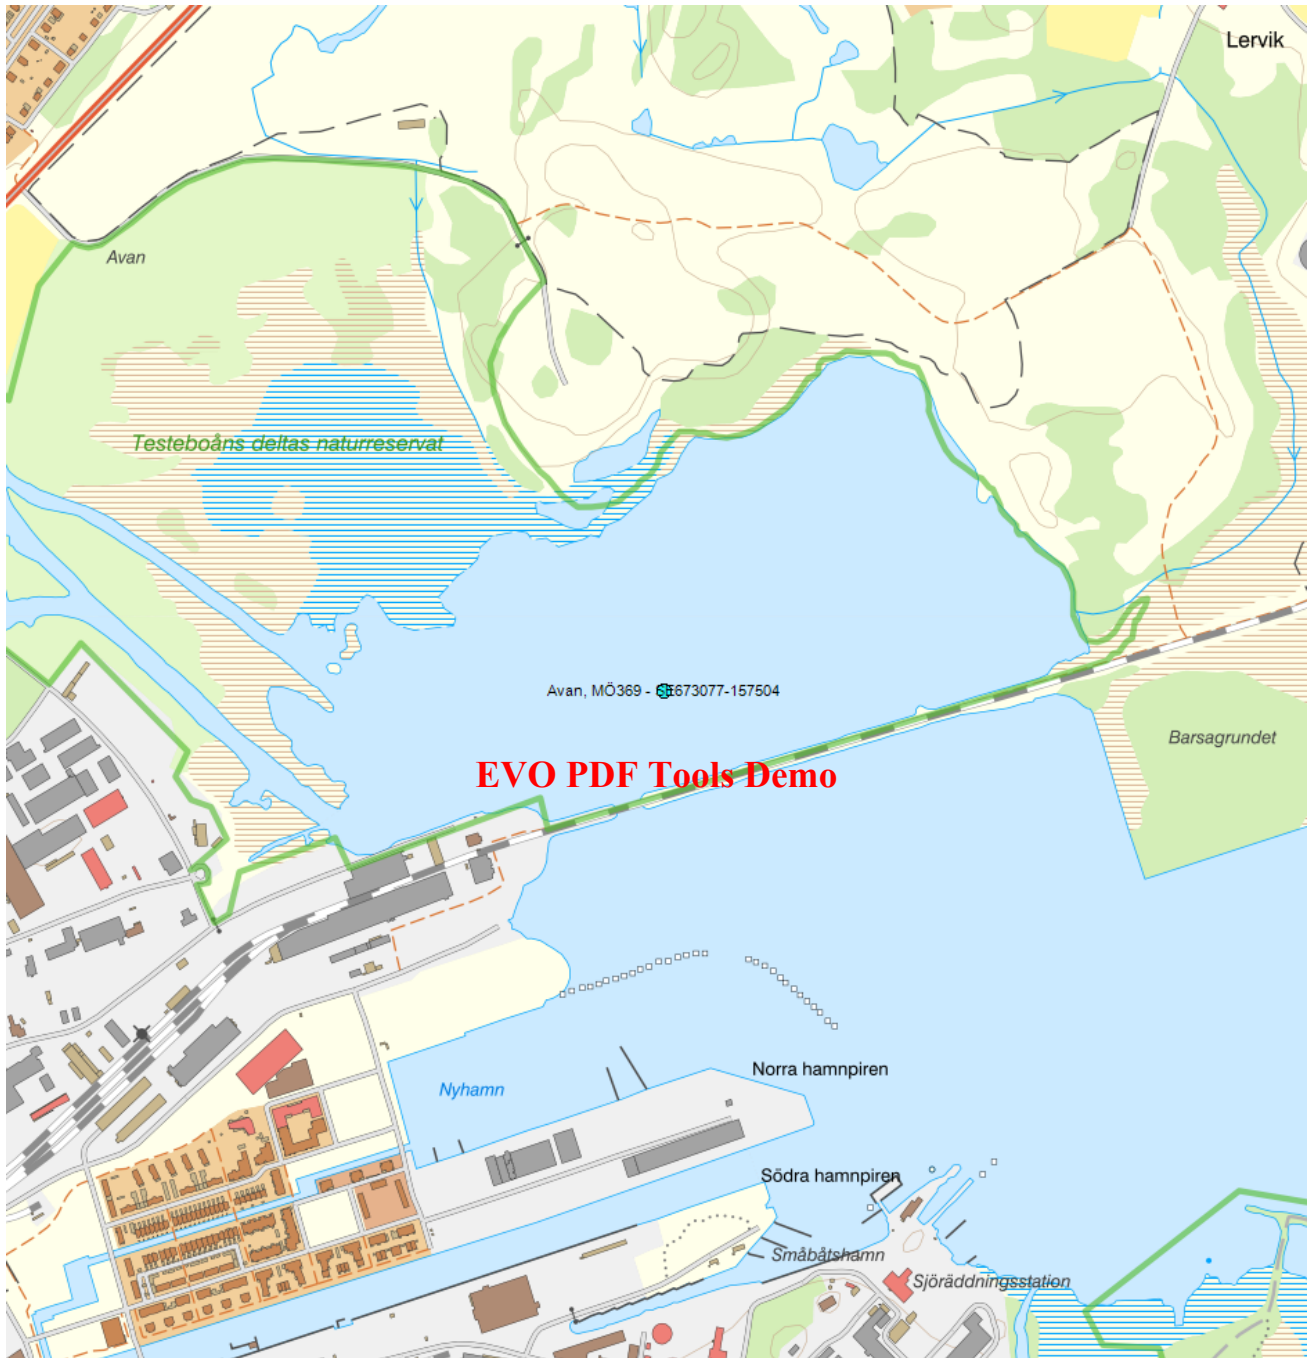 Lervik
Avan
Testeboåns deltas naturreservat
Avan, MÖ369 - SE673077-157504
Barsagrundet
EVO PDF Tools Demo
Norra hamnpiren
Nyhamn
Södra hamnpiren
Småbåtshamn
Sjöräddningsstation